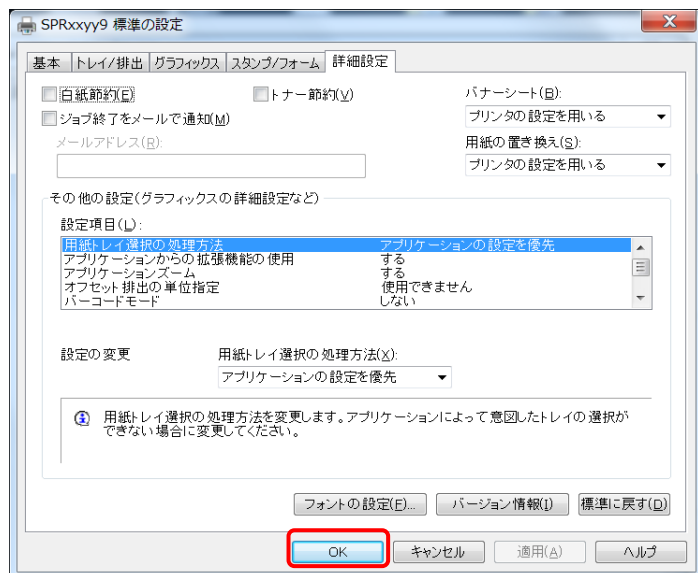 SPRxxyy9 標準の設定
基本 トレイ/排出 グラフィックス スタンプ/フォーム 詳細設定
白紙節約(E) トナー節約(V) バナーシート(B):
プリンタの設定を用いる
ジョブ終了をメールで通知(M)
メールアドレス(R): 用紙の置き換え(S):
プリンタの設定を用いる
その他の設定(グラフィックスの詳細設定など)
設定項目(L):
用紙トレイ選択の処理方法 アプリケーションの設定を優先
アプリケーションからの拡張機能の使用 する
アプリケーションズーム する
オフセット排出の単位指定 使用できません
バーコードモード しない
設定の変更 用紙トレイ選択の処理方法(X):
アプリケーションの設定を優先
用紙トレイ選択の処理方法を変更します。アプリケーションによって意図したトレイの選択が
できない場合に変更してください。
フォントの設定(F)... バージョン情報(I) 標準に戻す(D)
OK キャンセル 適用(A) ヘルプ